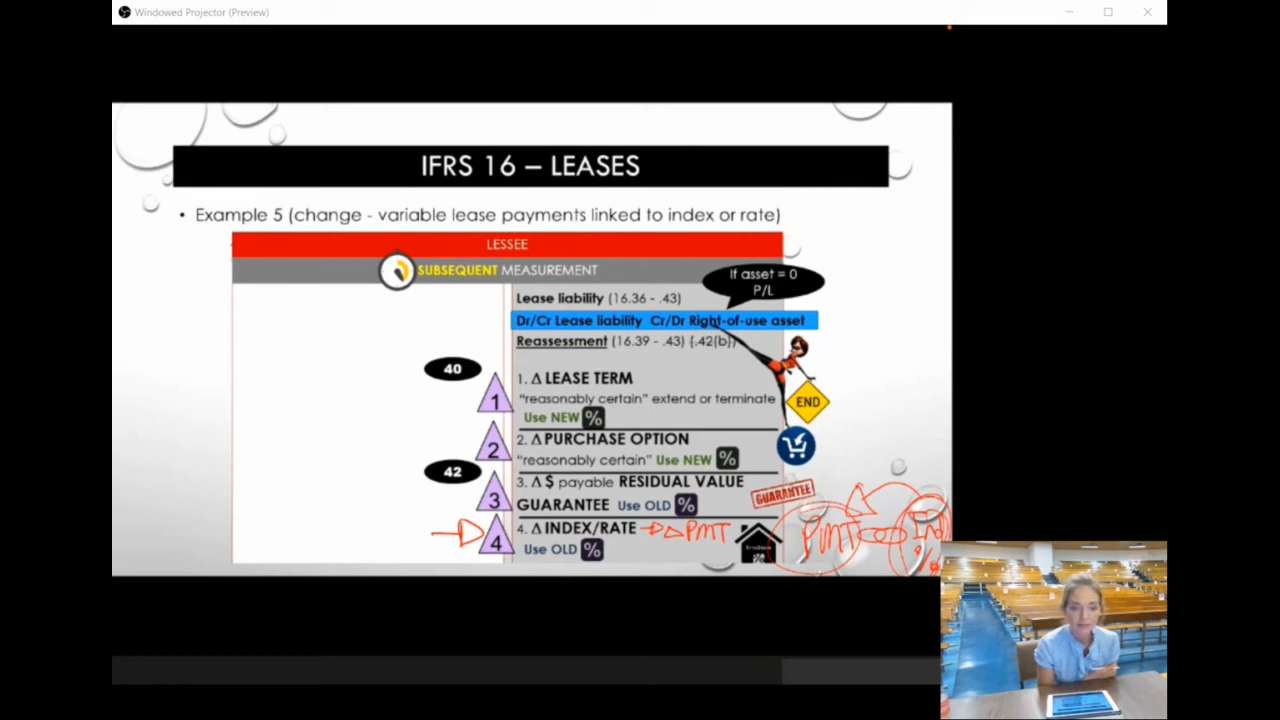 Windowed Projector (Preview)
IFRS 16 – LEASES
• Example 5 (change - variable lease payments linked to index or rate)
LESSEE
SUBSEQUENT MEASUREMENT
If asset = 0
P/L
Lease liability (16.36 - .43)
Dr/Cr Lease liability Cr/Dr Right-of-use asset
Reassessment (16.39 - .43) {.42(b)}
40
1
1. Δ LEASE TERM
"reasonably certain" extend or terminate
END
Use NEW %
2
2. Δ PURCHASE OPTION
"reasonably certain" Use NEW %
42
3
3. Δ $ payable RESIDUAL VALUE
GUARANTEE Use OLD %
GUARANTEE
4
4. Δ INDEX/RATE → Δ PMT
PMT
Use OLD %